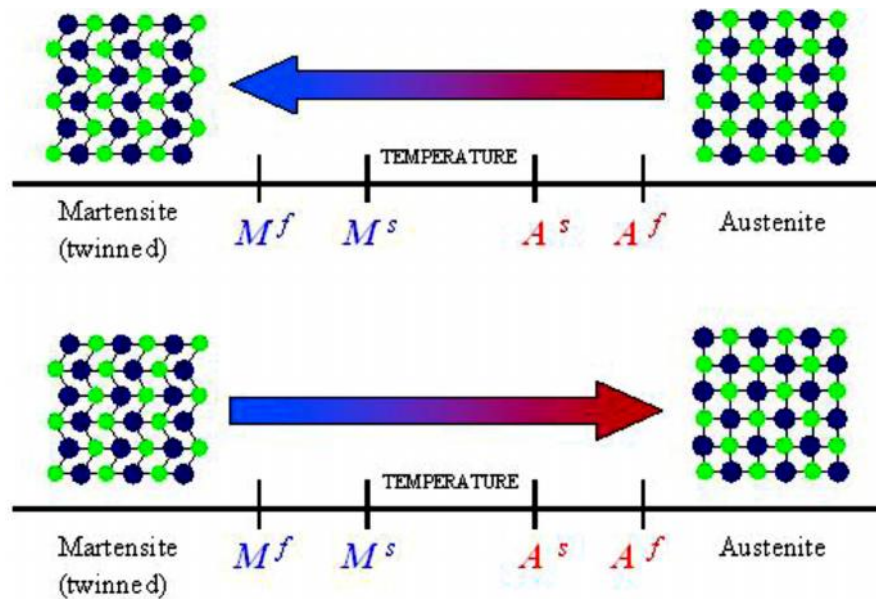 TEMPERATURE
Martensite
(twinned)
M^f M^s A^s A^f
Austenite
TEMPERATURE
Martensite
(twinned)
M^f M^s A^s A^f
Austenite